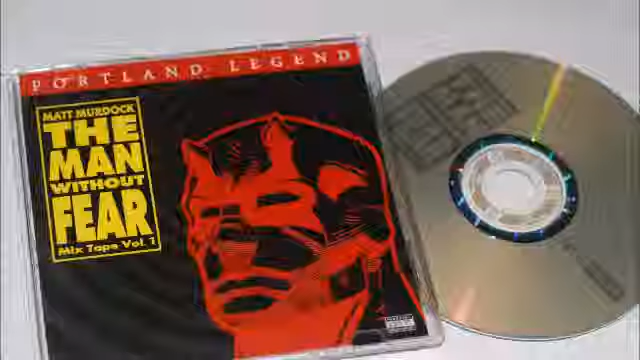 PORTLAND LEGEND
MATT MURDOCK
THE
MAN
WITHOUT
FEAR
Mix Tape Vol. 1